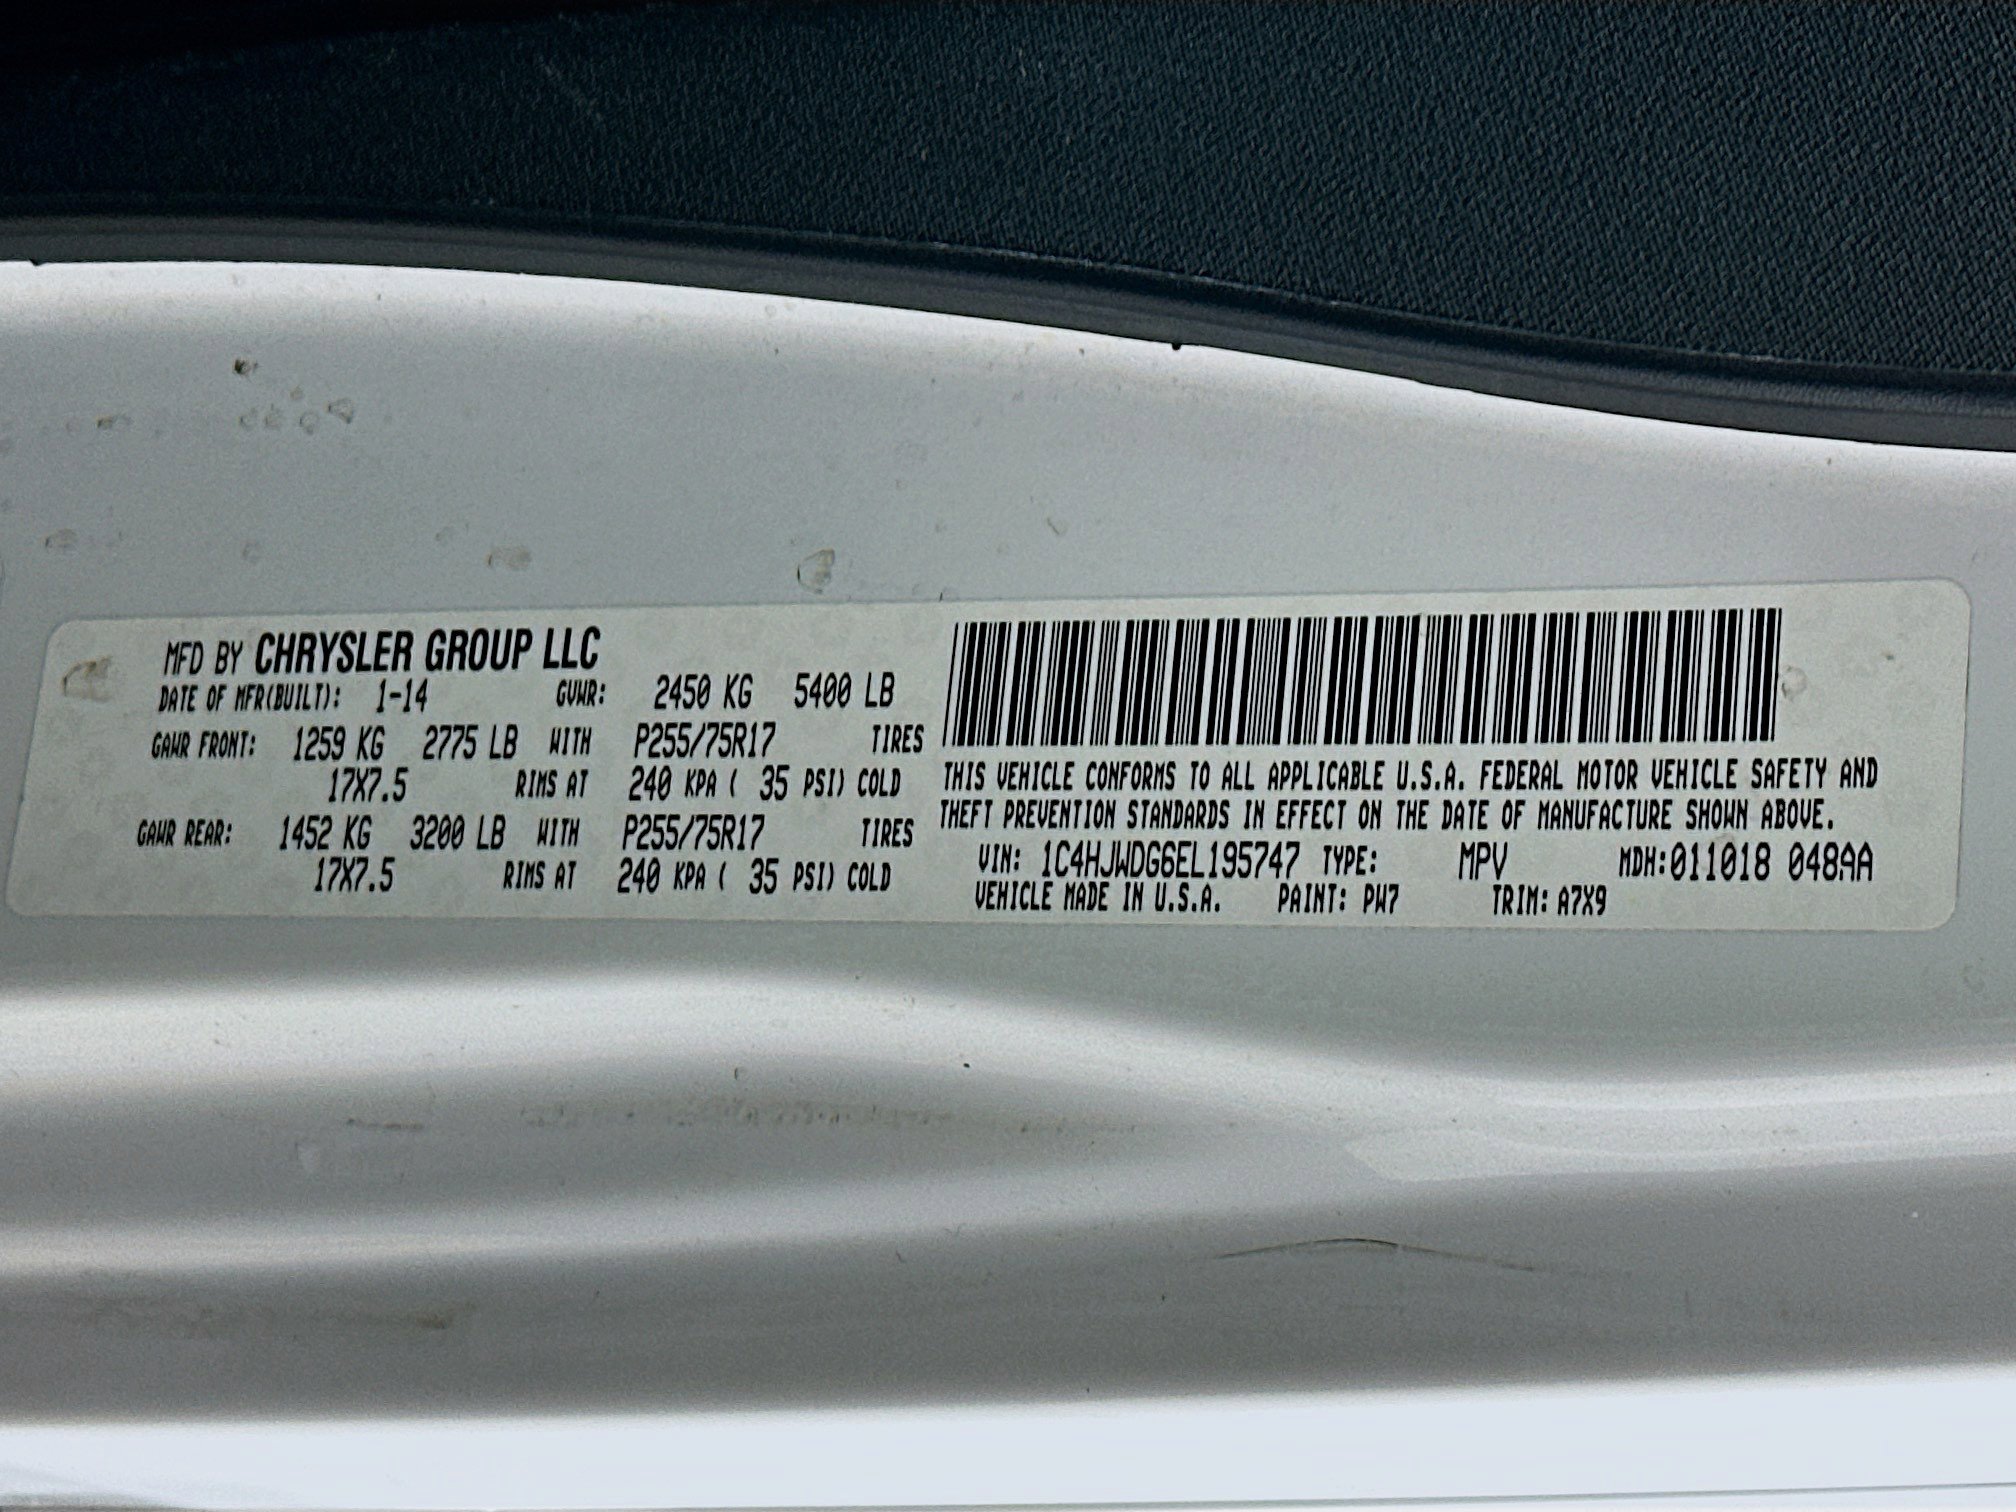 MFD BY CHRYSLER GROUP LLC
DATE OF MFR(BUILT): 1-14 GVWR: 2450 KG 5400 LB
GAWR FRONT: 1259 KG 2775 LB WITH P255/75R17 TIRES
17X7.5 RIMS AT 240 KPA ( 35 PSI) COLD
GAWR REAR: 1452 KG 3200 LB WITH P255/75R17 TIRES
17X7.5 RIMS AT 240 KPA ( 35 PSI) COLD
THIS VEHICLE CONFORMS TO ALL APPLICABLE U.S.A. FEDERAL MOTOR VEHICLE SAFETY AND
THEFT PREVENTION STANDARDS IN EFFECT ON THE DATE OF MANUFACTURE SHOWN ABOVE.
VIN: 1C4HJWDG6EL195747 TYPE: MPV MDH:011018 048AA
VEHICLE MADE IN U.S.A. PAINT: PW7 TRIM: A7X9